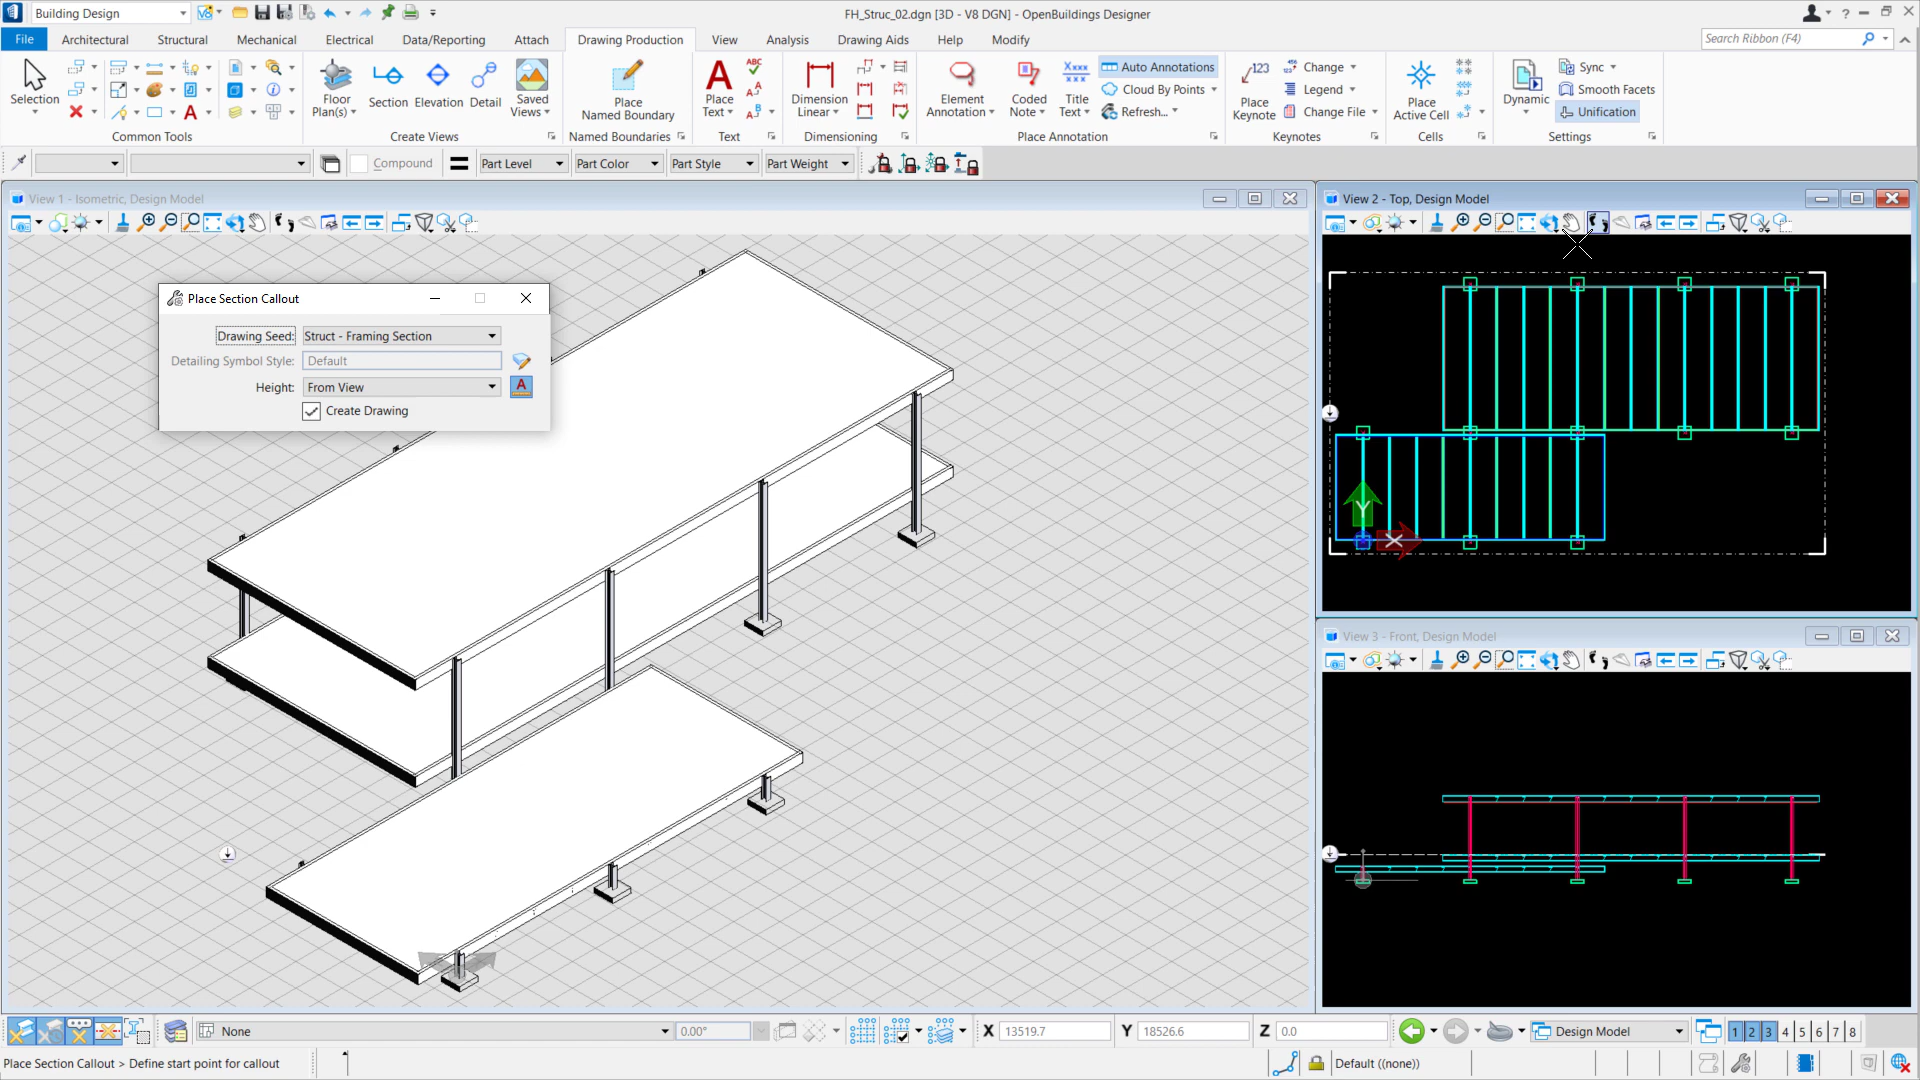 Building Design
FH_Struc_02.dgn [3D - V8 DGN] - OpenBuildings Designer
File
Architectural
Structural
Mechanical
Electrical
Data/Reporting
Attach
Drawing Production
View
Analysis
Drawing Aids
Help
Modify
Search Ribbon (F4)
Selection
Common Tools
Floor
Plan(s)
Section
Elevation
Detail
Saved
Views
Create Views
Place
Named Boundary
Named Boundaries
Place
Text
Text
Dimension
Linear
Dimensioning
Element
Annotation
Coded
Note
Title
Text
Auto Annotations
Cloud By Points
Refresh...
Place Annotation
Place
Keynote
Change
Legend
Change File
Keynotes
Place
Active Cell
Cells
Dynamic
Sync
Smooth Facets
Unification
Settings
Compound
Part Level
Part Color
Part Style
Part Weight
View 1 - Isometric, Design Model
View 2 - Top, Design Model
Place Section Callout
Drawing Seed:
Struct - Framing Section
Detailing Symbol Style:
Default
Height:
From View
Create Drawing
Y
X
View 3 - Front, Design Model
None
0.00°
X 13519.7
Y 18526.6
Z 0.0
Design Model
1 2 3 4 5 6 7 8
Place Section Callout > Define start point for callout
Default ((none))